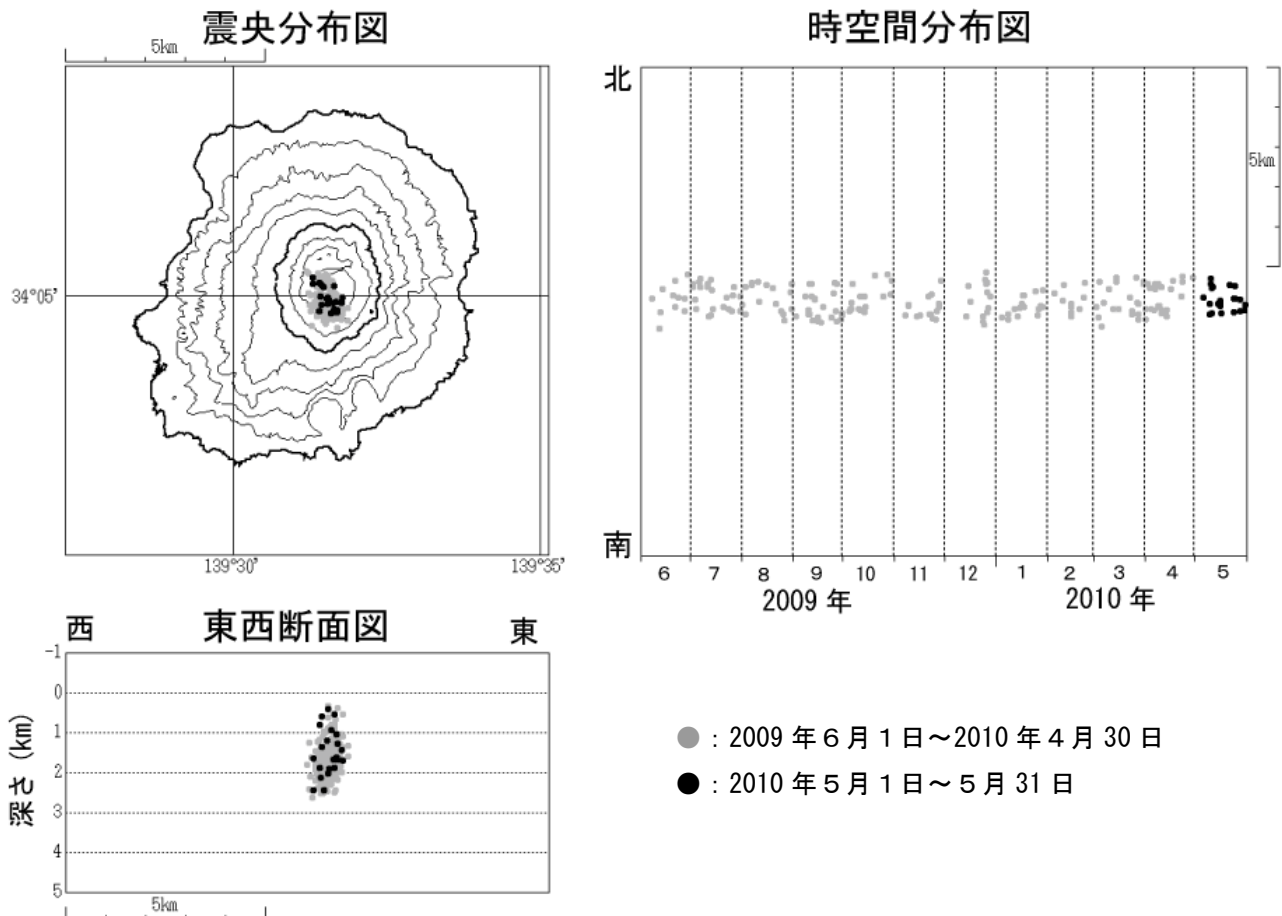 震央分布図
5km
34°05'
139°30'
139°35'
時空間分布図
北
南
5km
6 7 8 9 10 11 12 1 2 3 4 5
2009 年
2010 年
西
東西断面図
東
-1
0
1
2
3
4
5
深さ (km)
5km
● : 2009 年 6 月 1 日～2010 年 4 月 30 日
● : 2010 年 5 月 1 日～ 5 月 31 日